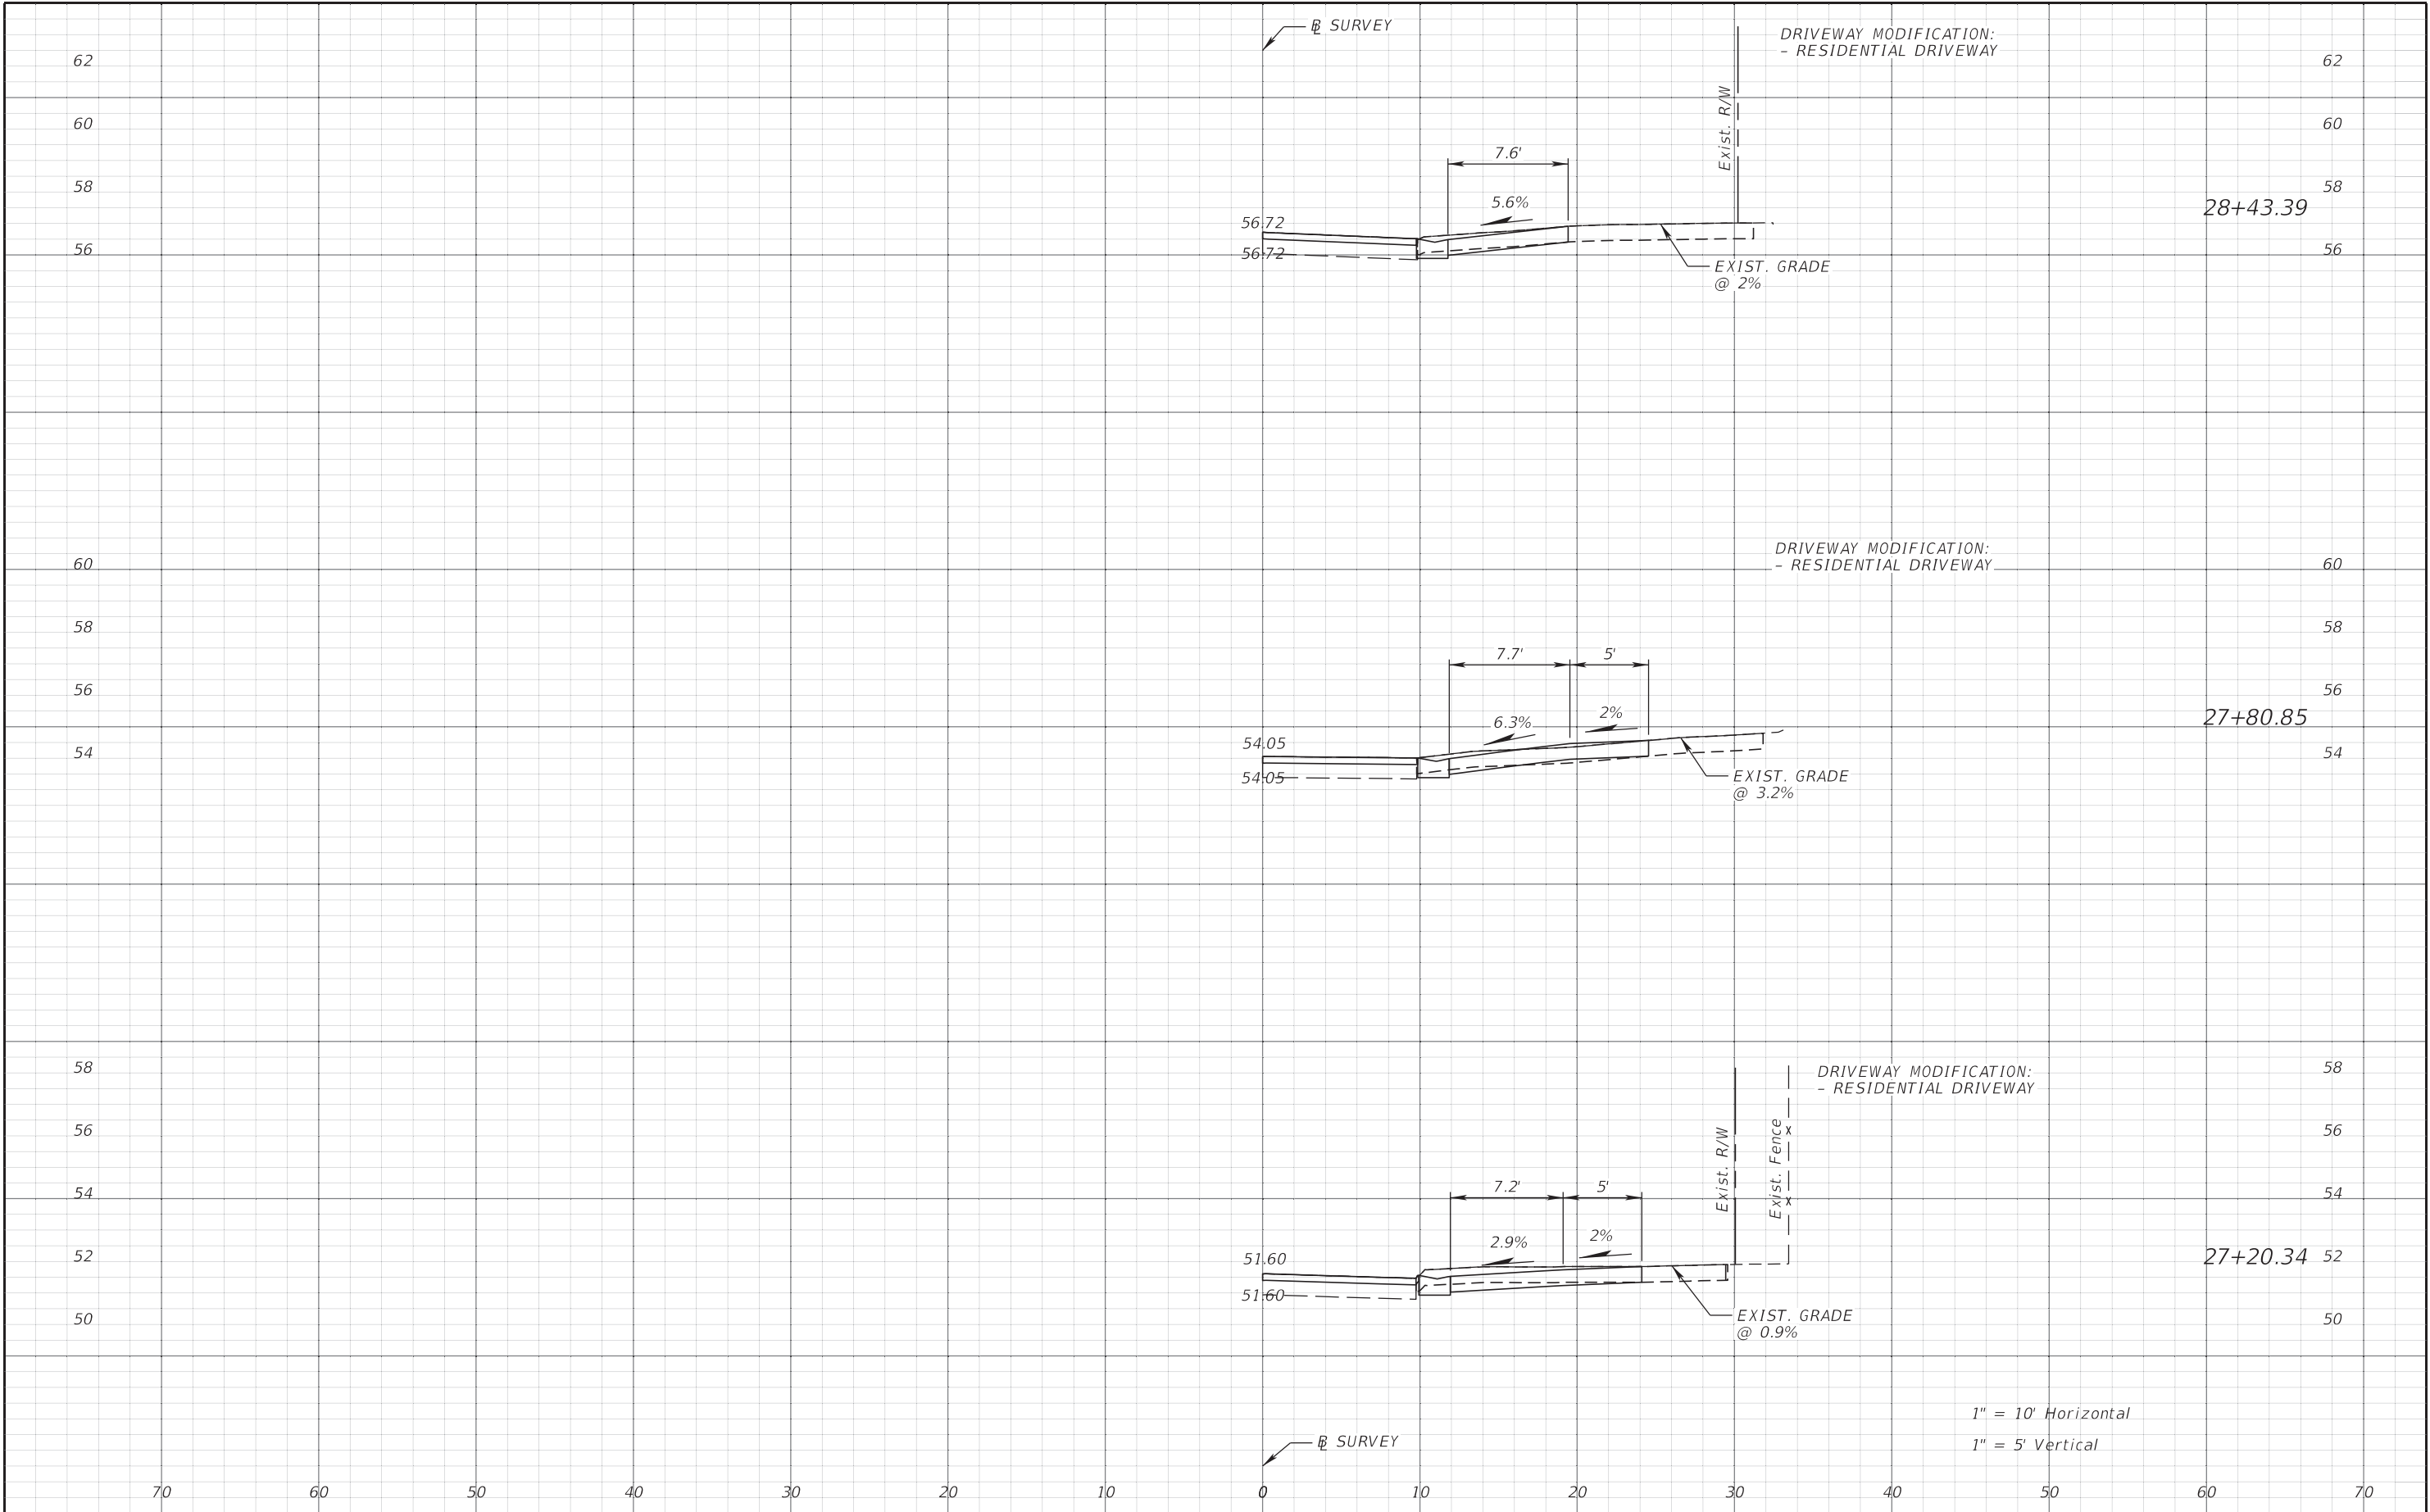 ℄ SURVEY
DRIVEWAY MODIFICATION:
- RESIDENTIAL DRIVEWAY
62
62
Exist. R/W
60
60
7.6'
58
58
5.6%
28+43.39
56.72
56
56.72
56
EXIST. GRADE
@ 2%
DRIVEWAY MODIFICATION:
- RESIDENTIAL DRIVEWAY
60
60
58
58
7.7'
5'
56
56
6.3%
2%
27+80.85
54.05
54
54
54.05
EXIST. GRADE
@ 3.2%
58
58
DRIVEWAY MODIFICATION:
- RESIDENTIAL DRIVEWAY
56
56
Exist. R/W
Exist. Fence
54
54
7.2'
5'
2.9%
2%
52
51.60
27+20.34
52
51.60
50
50
EXIST. GRADE
@ 0.9%
1" = 10' Horizontal
℄ SURVEY
1" = 5' Vertical
70 60 50 40 30 20 10 0 10 20 30 40 50 60 70